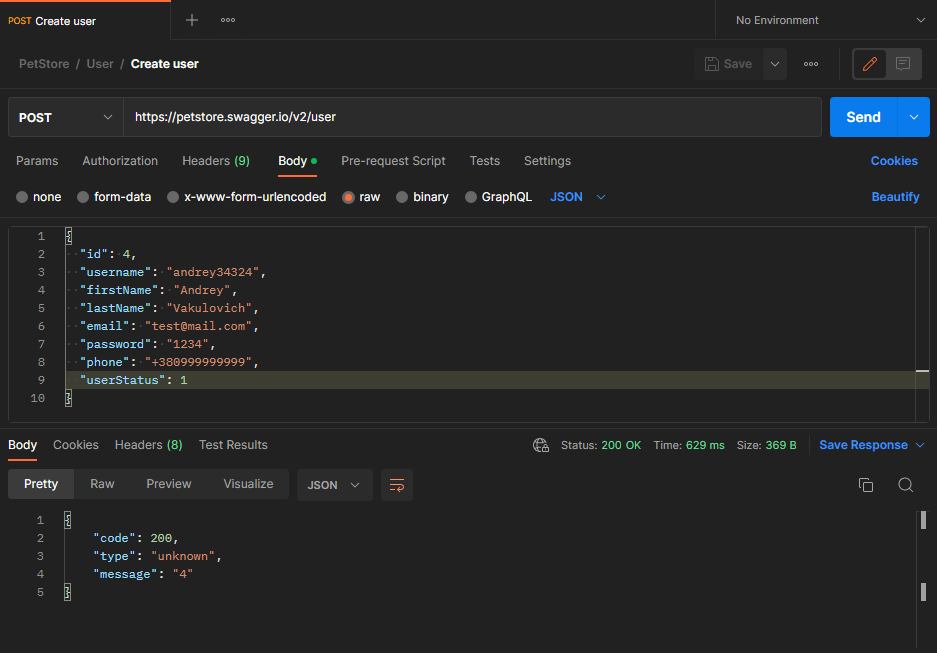 POST Create user
No Environment
PetStore / User / Create user
Save
POST https://petstore.swagger.io/v2/user Send
Params Authorization Headers (9) Body Pre-request Script Tests Settings Cookies
none form-data x-www-form-urlencoded raw binary GraphQL JSON Beautify
1 {
2 "id": 4,
3 "username": "andrey34324",
4 "firstName": "Andrey",
5 "lastName": "Vakulovich",
6 "email": "test@mail.com",
7 "password": "1234",
8 "phone": "+380999999999",
9 "userStatus": 1
10 }
Body Cookies Headers (8) Test Results Status: 200 OK Time: 629 ms Size: 369 B Save Response
Pretty Raw Preview Visualize JSON
1 {
2 "code": 200,
3 "type": "unknown",
4 "message": "4"
5 }